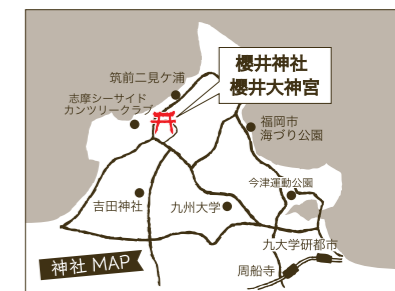 櫻井神社
櫻井大神宮
筑前二見ケ浦
志摩シーサイド
カンツリークラブ
福岡市
海づり公園
今津運動公園
吉田神社
九州大学
九大学研都市
周船寺
神社 MAP